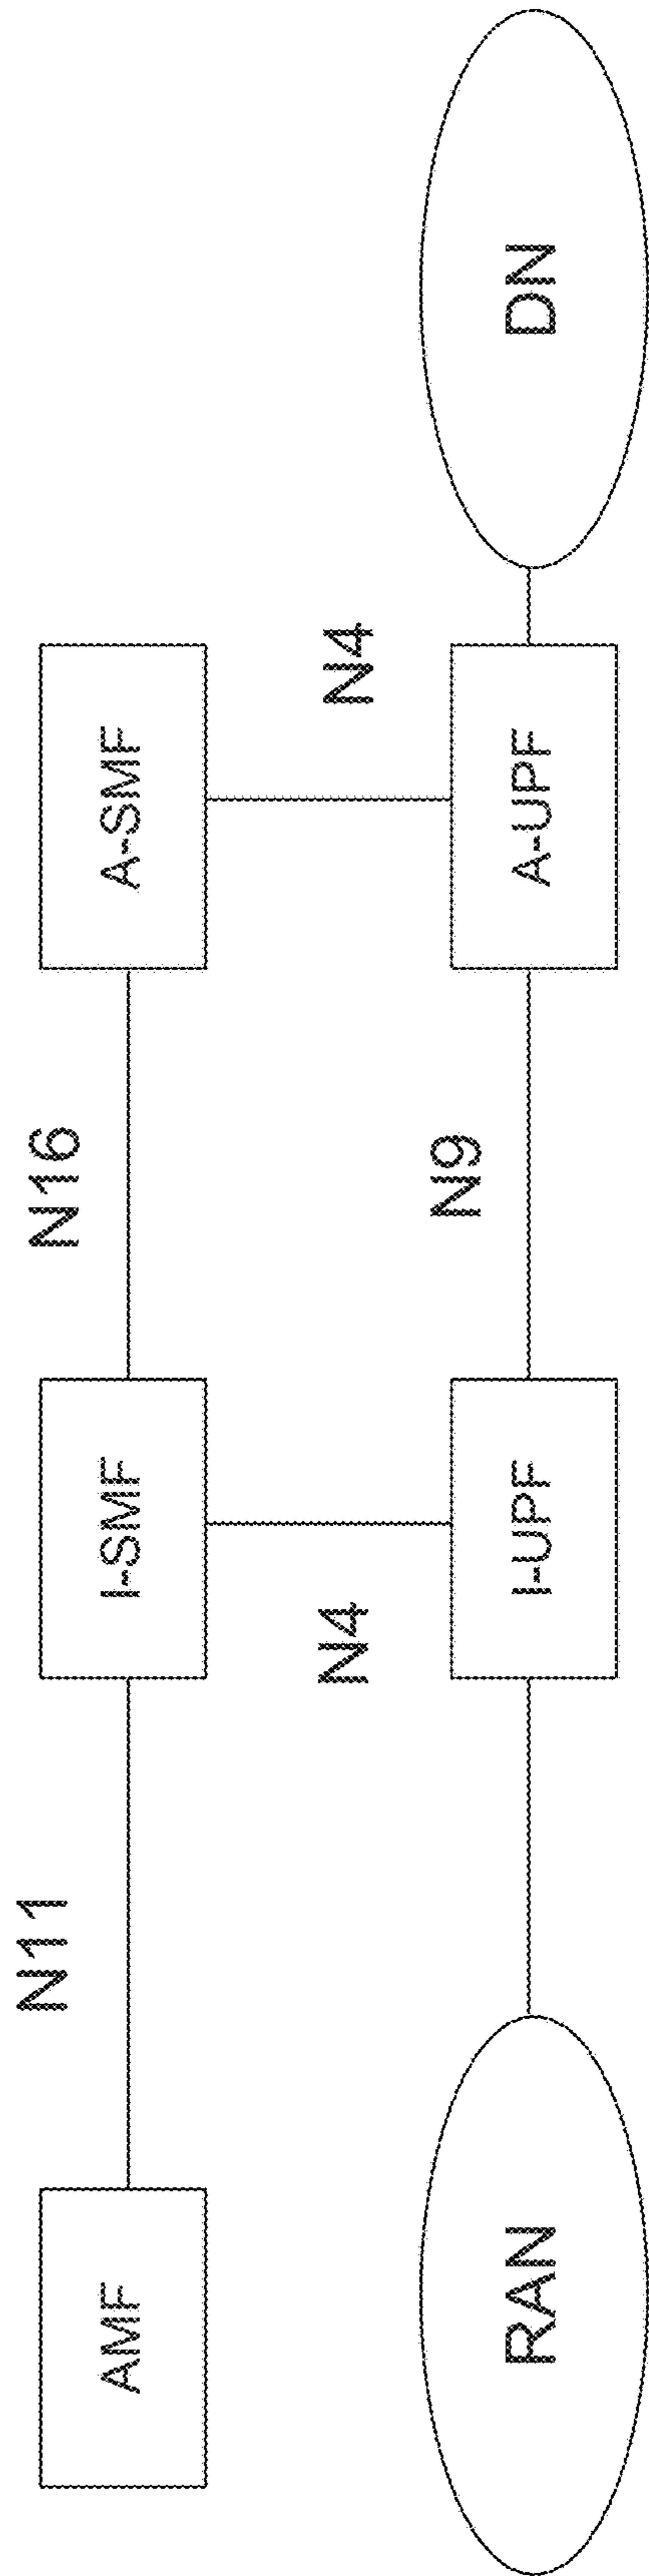 N11
N16
AMF
I-SMF
A-SMF
N4
N4
N9
RAN
I-UPF
A-UPF
DN